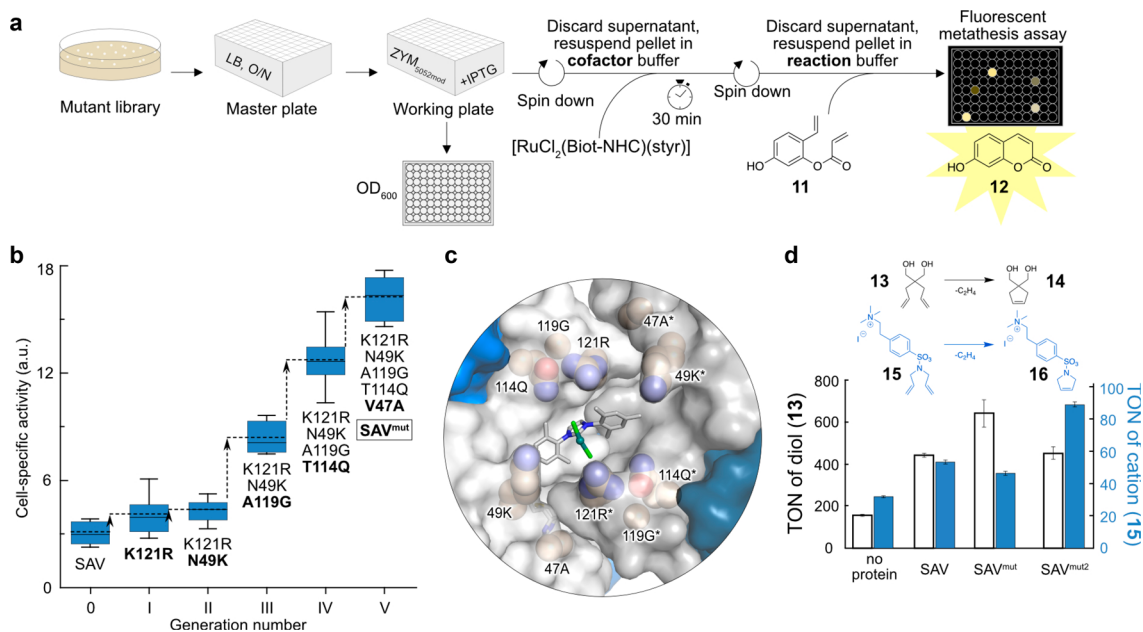 a
Mutant library
LB, O/N
Master plate
ZYM5052mod
+IPTG
Working plate
OD600
Spin down
Discard supernatant,
resuspend pellet in
cofactor buffer
30 min
[RuCl2(Biot-NHC)(styr)]
Spin down
Discard supernatant,
resuspend pellet in
reaction buffer
HO
O
O
11
Fluorescent
metathesis assay
HO
O
O
12
b
Cell-specific activity (a.u.)
18
12
6
0
SAV
K121R
K121R
N49K
K121R
N49K
A119G
K121R
N49K
A119G
T114Q
K121R
N49K
A119G
T114Q
V47A
SAVmut
0
I
II
III
IV
V
Generation number
c
119G
121R
47A*
114Q
49K*
49K
121R*
114Q*
119G*
47A
d
13
OH OH
-C2H4
OH OH
14
N+
I−
15
SO3
N
-C2H4
N+
I−
16
SO3
N
TON of diol (13)
800
600
400
200
0
100
80
60
40
20
0
TON of cation (15)
no
protein
SAV
SAVmut
SAVmut2